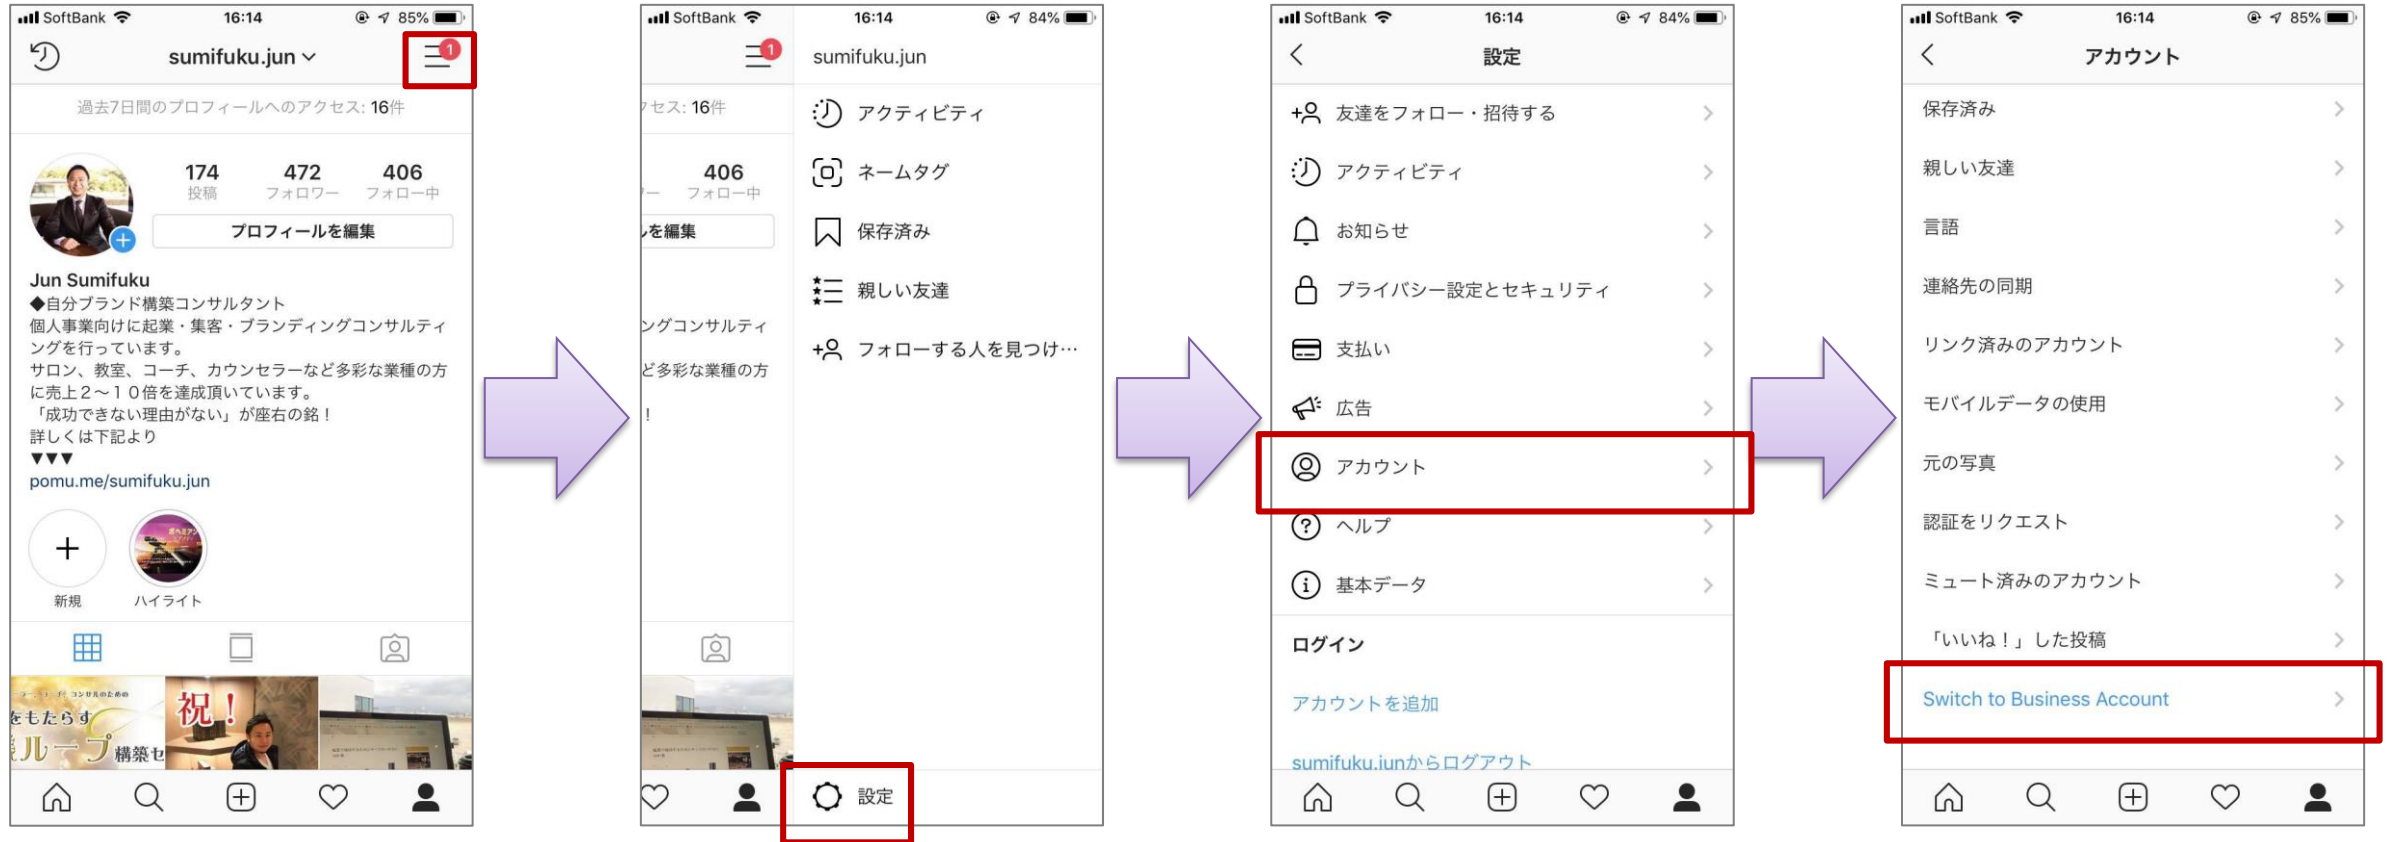 SoftBank 16:14 85%
sumifuku.jun
1
過去7日間のプロフィールへのアクセス: 16件
174 472 406
投稿 フォロワー フォロー中
プロフィールを編集
Jun Sumifuku
◆自分ブランド構築コンサルタント
個人事業向けに起業・集客・ブランディングコンサルティ
ングを行っています。
サロン、教室、コーチ、カウンセラーなど多彩な業種の方
に売上２〜１０倍を達成頂いています。
「成功できない理由がない」が座右の銘！
詳しくは下記より
▼▼▼
pomu.me/sumifuku.jun
新規 ハイライト
をもたらす
ループ 構築セ
祝！
SoftBank 16:14 84%
1
sumifuku.jun
クセス: 16件
アクティビティ
406
フォロー中
ネームタグ
ルを編集
保存済み
親しい友達
ングコンサルティ
フォローする人を見つけ…
ど多彩な業種の方
！
設定
SoftBank 16:14 84%
設定
友達をフォロー・招待する
アクティビティ
お知らせ
プライバシー設定とセキュリティ
支払い
広告
アカウント
ヘルプ
基本データ
ログイン
アカウントを追加
sumifuku.junからログアウト
SoftBank 16:14 85%
アカウント
保存済み
親しい友達
言語
連絡先の同期
リンク済みのアカウント
モバイルデータの使用
元の写真
認証をリクエスト
ミュート済みのアカウント
「いいね！」した投稿
Switch to Business Account